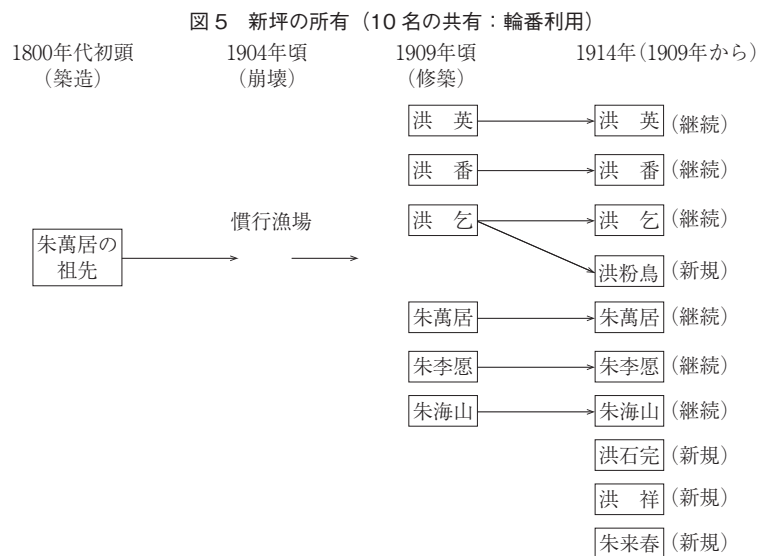 図5　新坪の所有（10名の共有：輪番利用）
1800年代初頭　1904年頃　1909年頃　1914年（1909年から）
（築造）　（崩壊）　（修築）
洪　英　洪　英（継続）
洪　番　洪　番（継続）
慣行漁場　洪　乞　洪　乞（継続）
朱萬居の
祖先
洪粉鳥（新規）
朱萬居　朱萬居（継続）
朱李愿　朱李愿（継続）
朱海山　朱海山（継続）
洪石完（新規）
洪　祥（新規）
朱来春（新規）